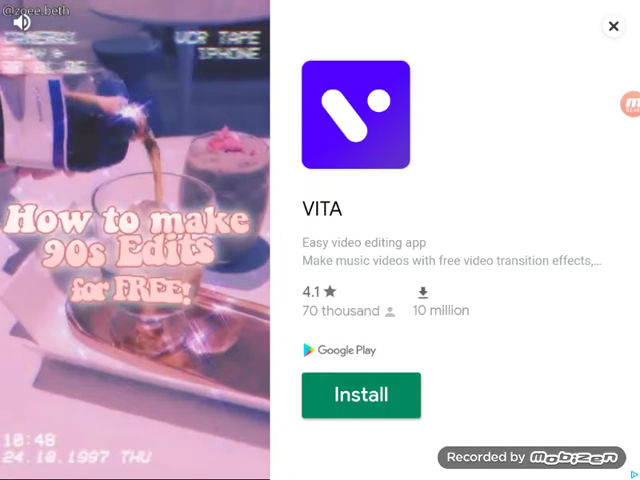 @zoee.beth
VCR TAPE
IPHONE
How to make
90s Edits
for FREE!
10:48
24.10.1997 THU
VITA
Easy video editing app
Make music videos with free video transition effects,...
4.1
70 thousand
10 million
Google Play
Install
Recorded by Mobizen